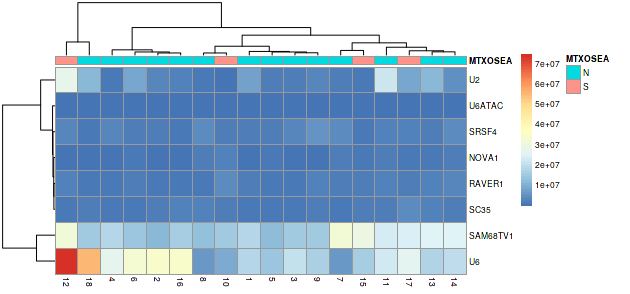 MTXOSEA
U2
U6ATAC
SRSF4
NOVA1
RAVER1
SC35
SAM68TV1
U6
12 18 4 6 2 16 8 10 1 5 3 9 7 15 11 17 13 14
7e+07
6e+07
5e+07
4e+07
3e+07
2e+07
1e+07
MTXOSEA
N
S